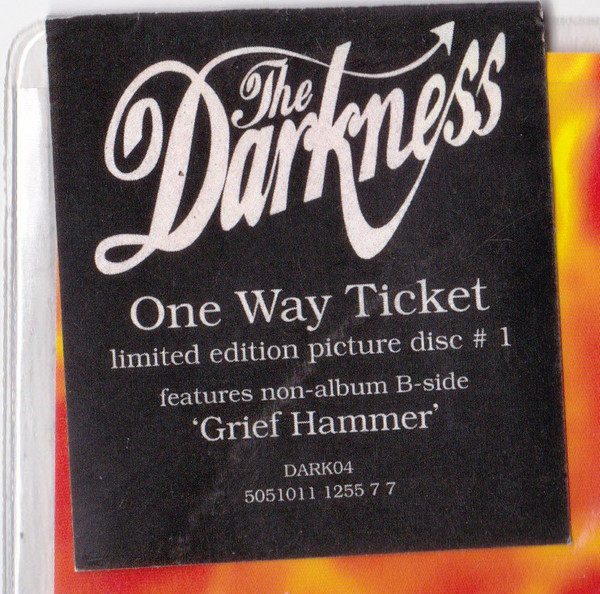 The
Darkness
One Way Ticket
limited edition picture disc # 1
features non-album B-side
‘Grief Hammer’
DARK04
5051011 1255 7 7